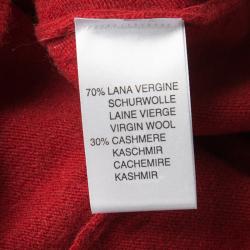 70% LANA VERGINE
SCHURWOLLE
LAINE VIERGE
VIRGIN WOOL
30% CASHMERE
KASCHMIR
CACHEMIRE
KASHMIR